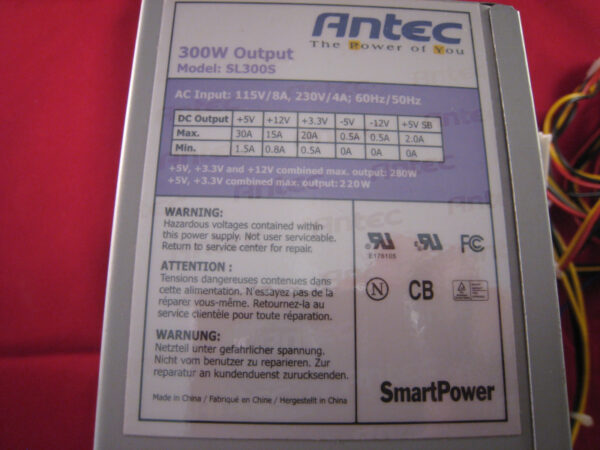 Antec
The Power of You
300W Output
Model: SL300S
AC Input: 115V/8A, 230V/4A; 60Hz/50Hz
DC Output +5V +12V +3.3V -5V -12V +5V SB
Max. 30A 15A 20A 0.5A 0.5A 2.0A
Min. 1.5A 0.8A 0.5A 0A 0A 0A
+5V, +3.3V and +12V combined max. output: 280W
+5V, +3.3V combined max. output: 220W
WARNING:
Hazardous voltages contained within
this power supply. Not user serviceable.
Return to service center for repair.
ATTENTION :
Tensions dangereuses contenues dans
cette alimentation. N'essayez pas de la
réparer vous-même. Retournez-la au
service clientèle pour toute réparation.
WARNUNG:
Netzteil unter gefahrlicher spannung.
Nicht vom benutzer zu reparieren. Zur
reparatur an kundendienst zurucksenden.
Made in China / Fabriqué en Chine / Hergestellt in China
E176105
FC
N
CB
SmartPower